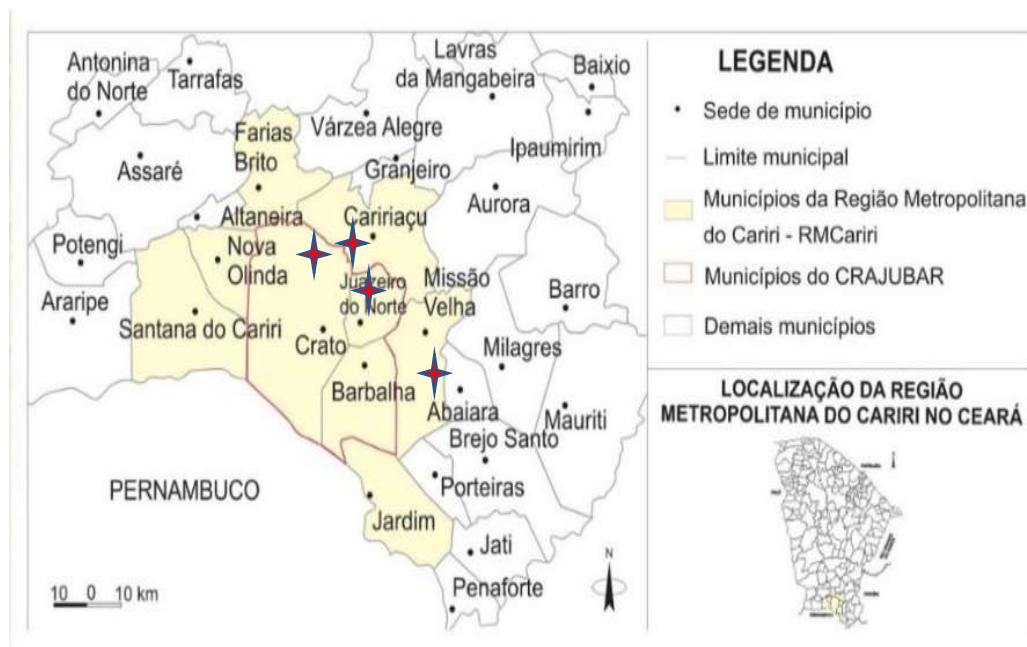 Antonina
do Norte
Tarrafas
Lavras
da Mangabeira
Baixio
Várzea Alegre
Farias
Brito
Ipaumirim
Assaré
Granjeiro
Aurora
Altaneira
Caririaçu
Potengi
Nova
Olinda
Juazeiro
do Norte
Missão
Velha
Araripe
Barro
Santana do Cariri
Crato
Milagres
Barbalha
Abaiara
Mauriti
Brejo Santo
PERNAMBUCO
Porteiras
Jardim
Jati
Penaforte
10 0 10 km
N
LEGENDA
Sede de município
Limite municipal
Municípios da Região Metropolitana
do Cariri - RMCariri
Municípios do CRAJUBAR
Demais municípios
LOCALIZAÇÃO DA REGIÃO
METROPOLITANA DO CARIRI NO CEARÁ